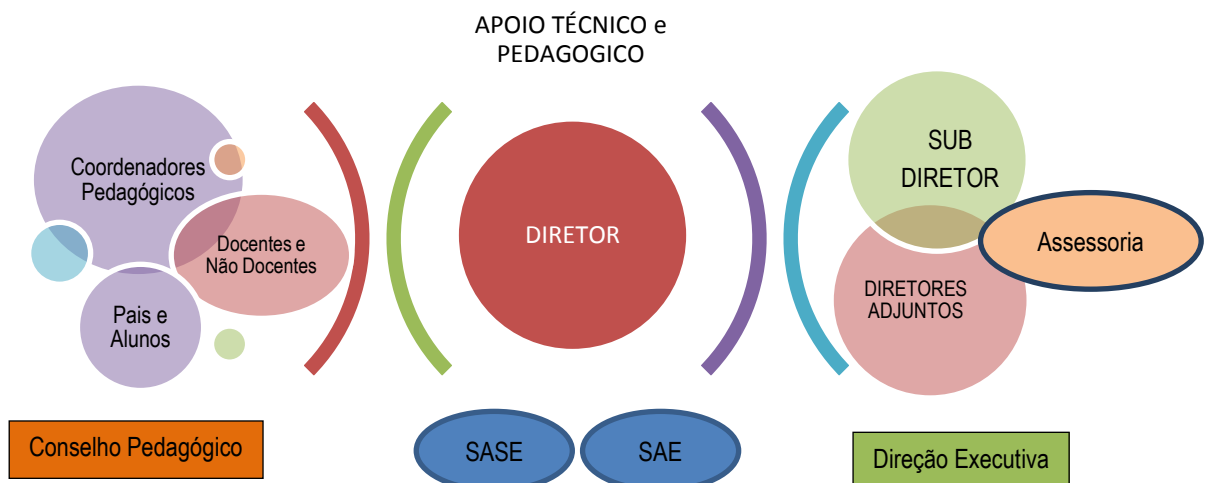 APOIO TÉCNICO e
PEDAGOGICO
Coordenadores
Pedagógicos
Docentes e
Não Docentes
Pais e
Alunos
DIRETOR
SUB
DIRETOR
Assessoria
DIRETORES
ADJUNTOS
Conselho Pedagógico
SASE
SAE
Direção Executiva